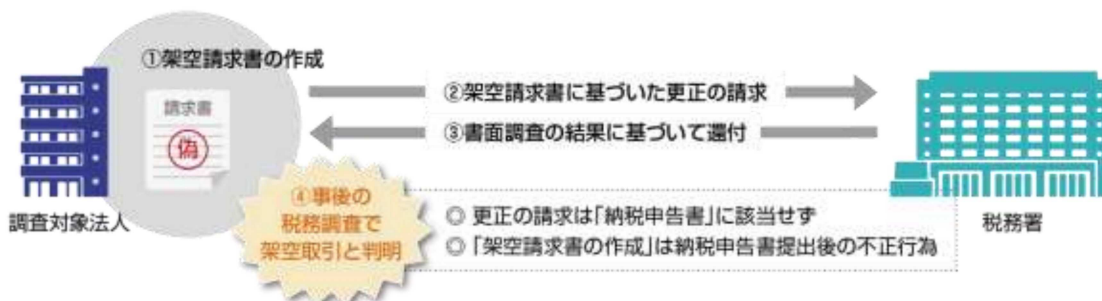 ①架空請求書の作成
請求書
偽
調査対象法人
②架空請求書に基づいた更正の請求
③書面調査の結果に基づいて還付
④事後の
税務調査で
架空取引と判明
◎ 更正の請求は「納税申告書」に該当せず
◎「架空請求書の作成」は納税申告書提出後の不正行為
税務署